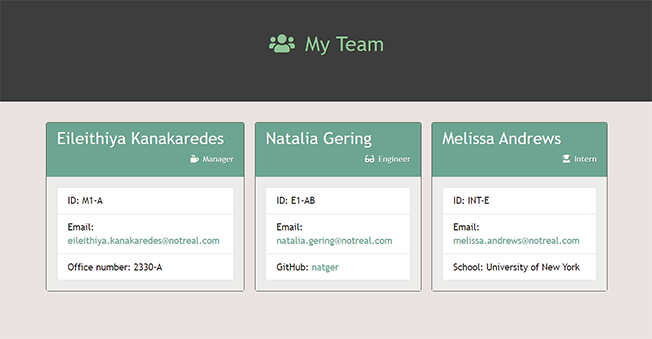 My Team
Eileithiya Kanakaredes
Manager
ID: M1-A
Email:
eileithiya.kanakaredes@notreal.com
Office number: 2330-A
Natalia Gering
Engineer
ID: E1-AB
Email:
natalia.gering@notreal.com
GitHub: natger
Melissa Andrews
Intern
ID: INT-E
Email:
melissa.andrews@notreal.com
School: University of New York